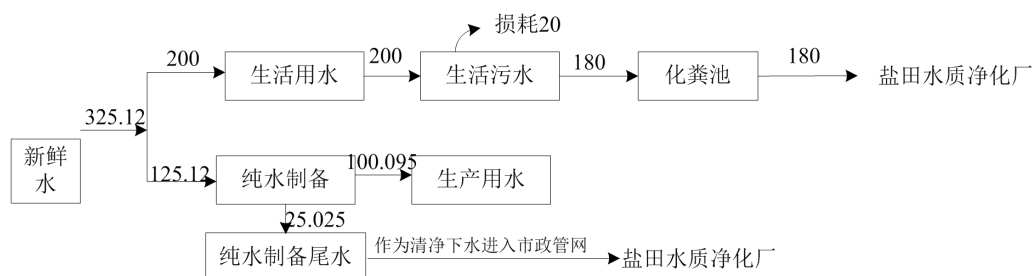 损耗20
200
生活用水
200
生活污水
180
化粪池
180
盐田水质净化厂
325.12
新鲜
水
125.12
纯水制备
100.095
生产用水
25.025
纯水制备尾水
作为清净下水进入市政管网
盐田水质净化厂